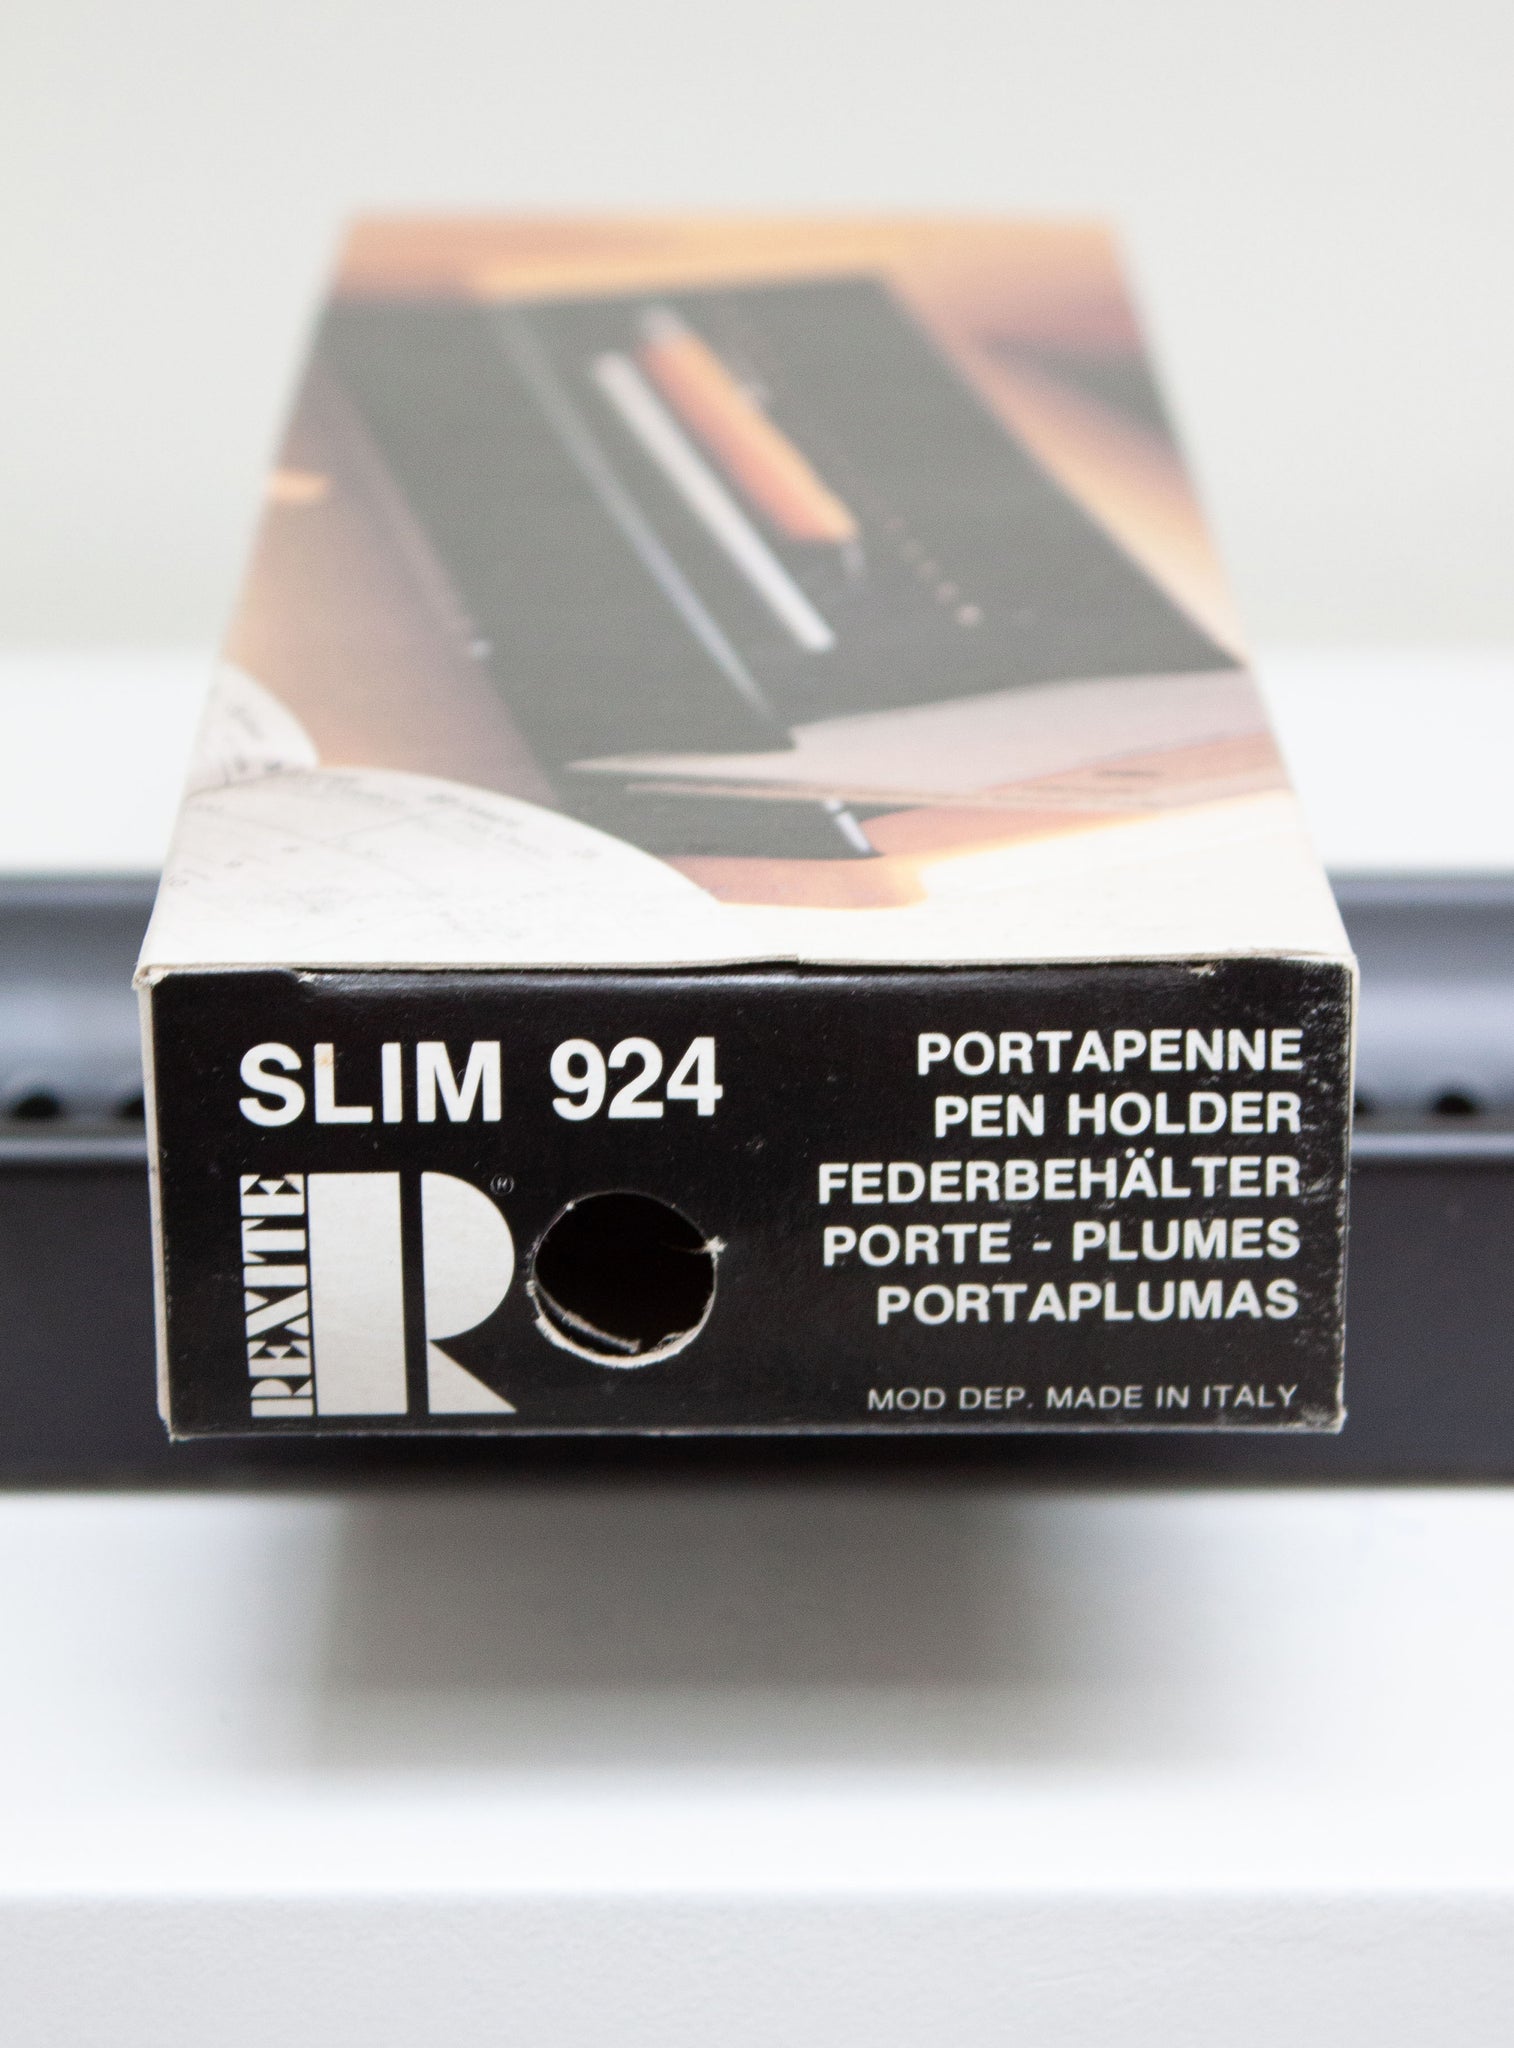 SLIM 924
REXITE
R
®
PORTAPENNE
PEN HOLDER
FEDERBEHÄLTER
PORTE - PLUMES
PORTAPLUMAS
MOD DEP. MADE IN ITALY